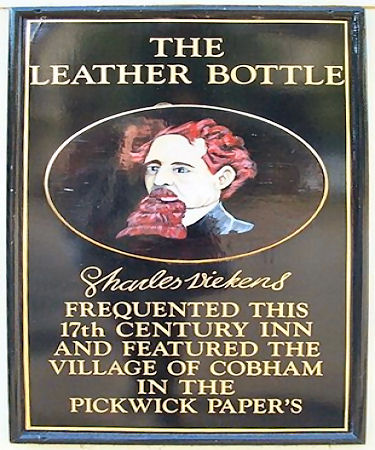 THE
LEATHER BOTTLE
Charles Dickens
FREQUENTED THIS
17th CENTURY INN
AND FEATURED THE
VILLAGE OF COBHAM
IN THE
PICKWICK PAPER'S